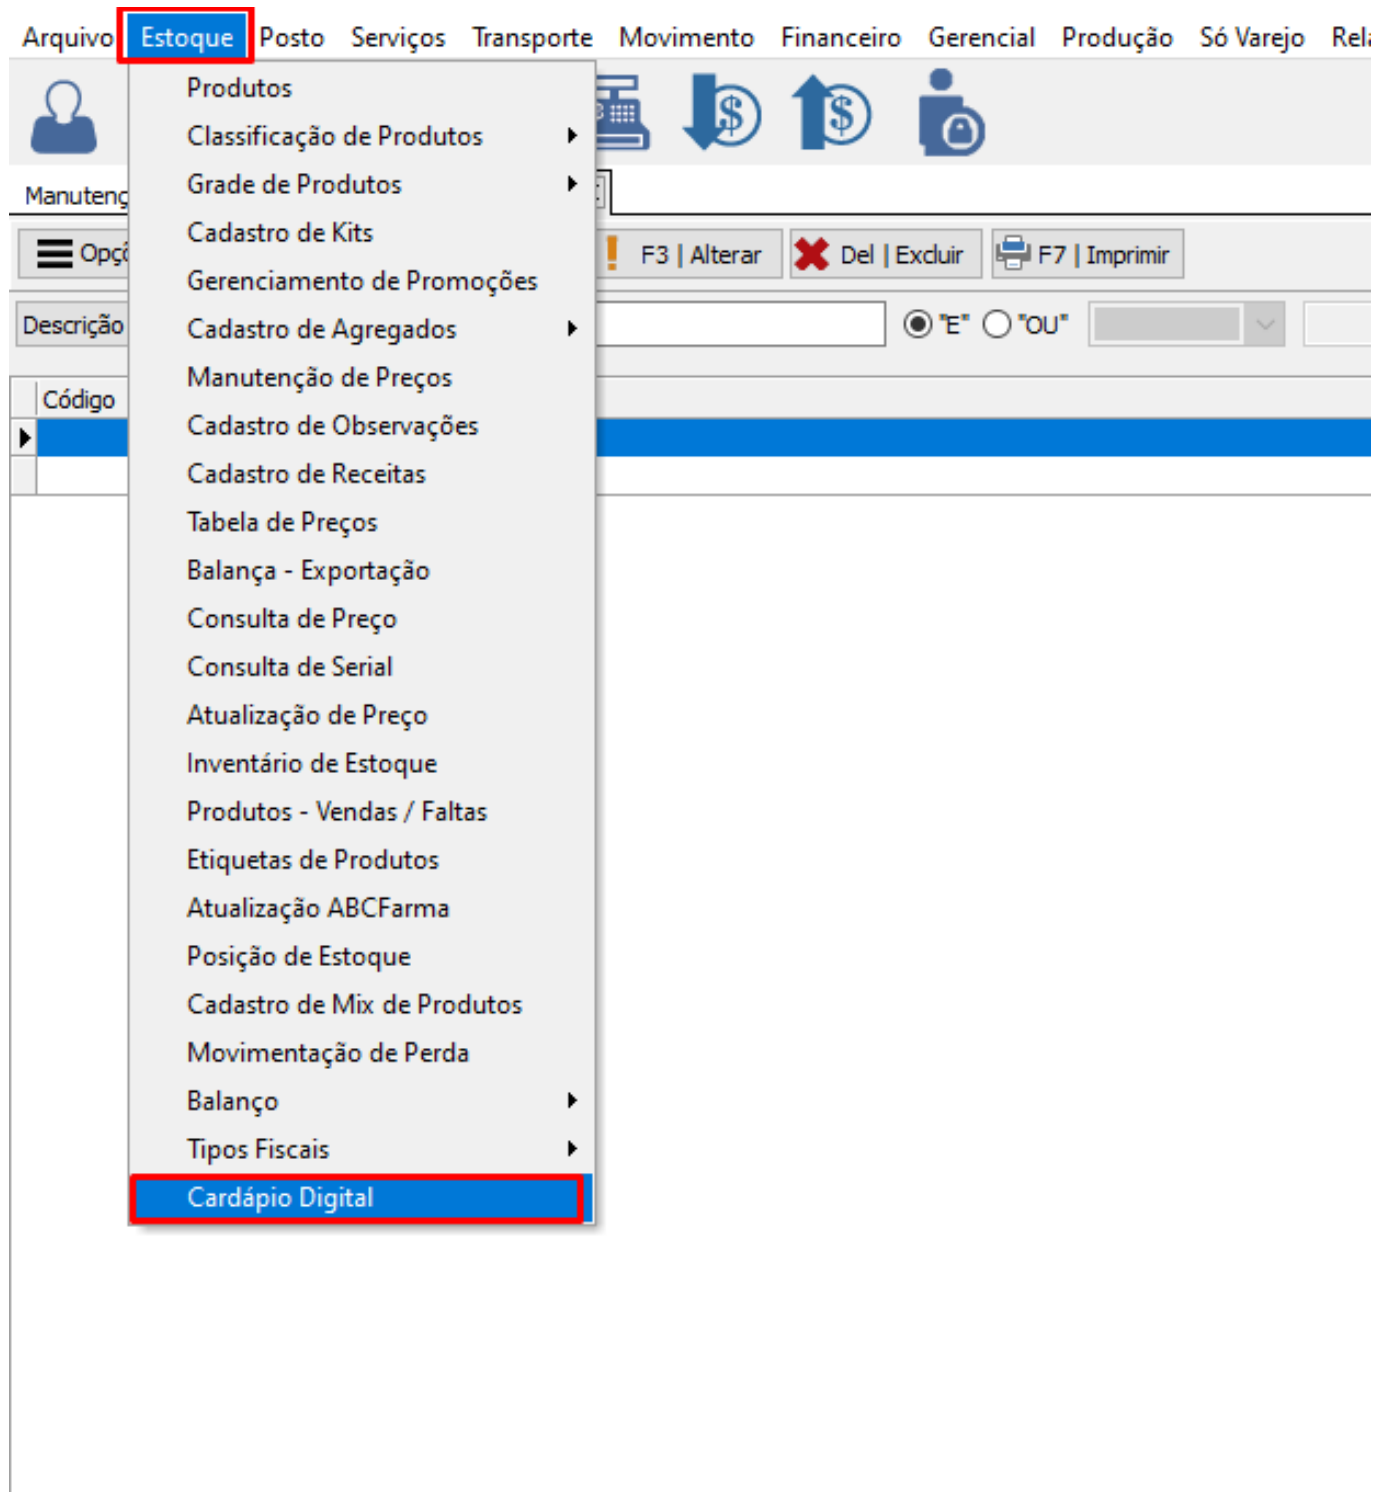 Arquivo Estoque Posto Serviços Transporte Movimento Financeiro Gerencial Produção Só Varejo
Produtos
Classificação de Produtos
Grade de Produtos
Cadastro de Kits
F3 | Alterar Del | Excluir F7 | Imprimir
Gerenciamento de Promoções
Descrição
Cadastro de Agregados
"E" "OU"
Manutenção de Preços
Código
Cadastro de Observações
Cadastro de Receitas
Tabela de Preços
Balança - Exportação
Consulta de Preço
Consulta de Serial
Atualização de Preço
Inventário de Estoque
Produtos - Vendas / Faltas
Etiquetas de Produtos
Atualização ABCFarma
Posição de Estoque
Cadastro de Mix de Produtos
Movimentação de Perda
Balanço
Tipos Fiscais
Cardápio Digital